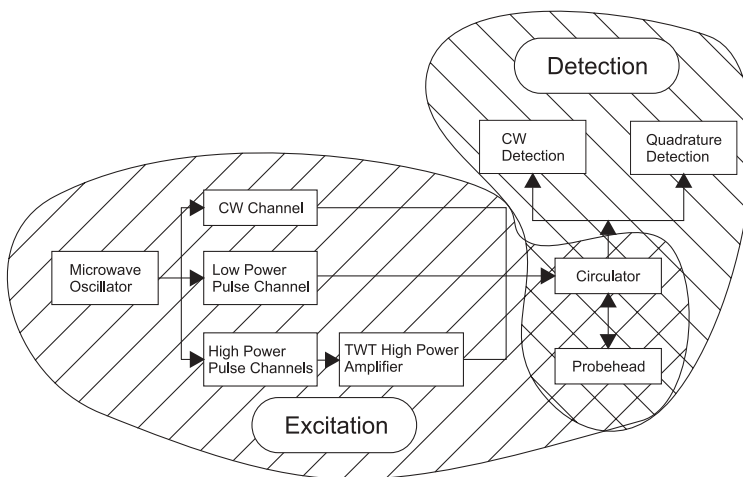 Detection
CW
Detection
Quadrature
Detection
CW Channel
Microwave
Oscillator
Low Power
Pulse Channel
Circulator
High Power
Pulse Channels
TWT High Power
Amplifier
Probehead
Excitation